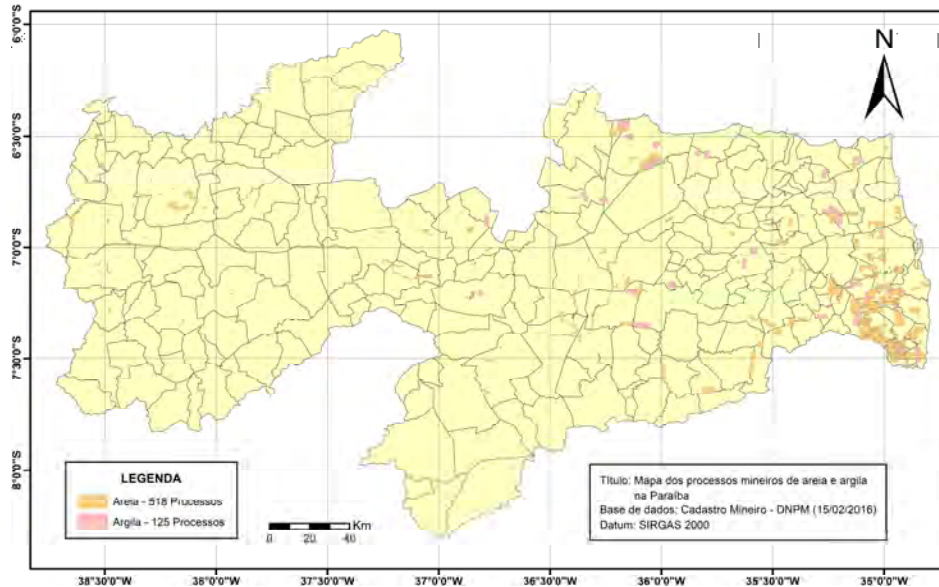 6°0'0"S
N
6°30'0"S
7°0'0"S
7°30'0"S
8°0'0"S
LEGENDA
Areia - 518 Processos
Argila - 125 Processos
Km
0 20 40
Título: Mapa dos processos mineiros de areia e argila
na Paraíba
Base de dados: Cadastro Mineiro - DNPM (15/02/2016)
Datum: SIRGAS 2000
38°30'0"W 38°0'0"W 37°30'0"W 37°0'0"W 36°30'0"W 36°0'0"W 35°30'0"W 35°0'0"W